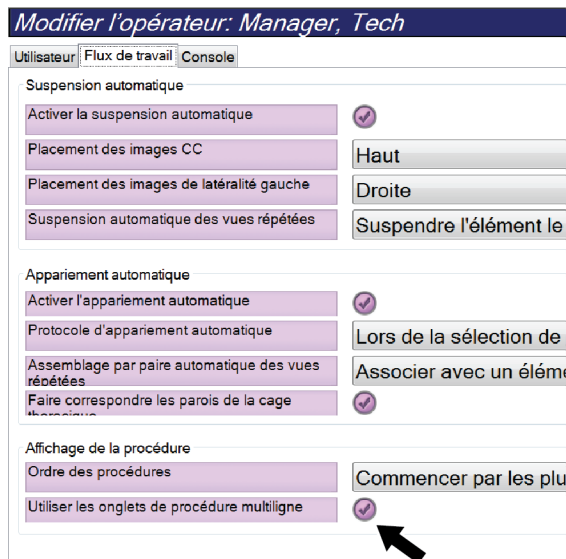 Modifier l'opérateur: Manager, Tech
Utilisateur Flux de travail Console
Suspension automatique
Activer la suspension automatique
Placement des images CC Haut
Placement des images de latéralité gauche Droite
Suspension automatique des vues répétées Suspendre l'élément le
Appariement automatique
Activer l'appariement automatique
Protocole d'appariement automatique Lors de la sélection de
Assemblage par paire automatique des vues Associer avec un éléme
répétées
Faire correspondre les parois de la cage
thoracique
Affichage de la procédure
Ordre des procédures Commencer par les plu
Utiliser les onglets de procédure multiligne